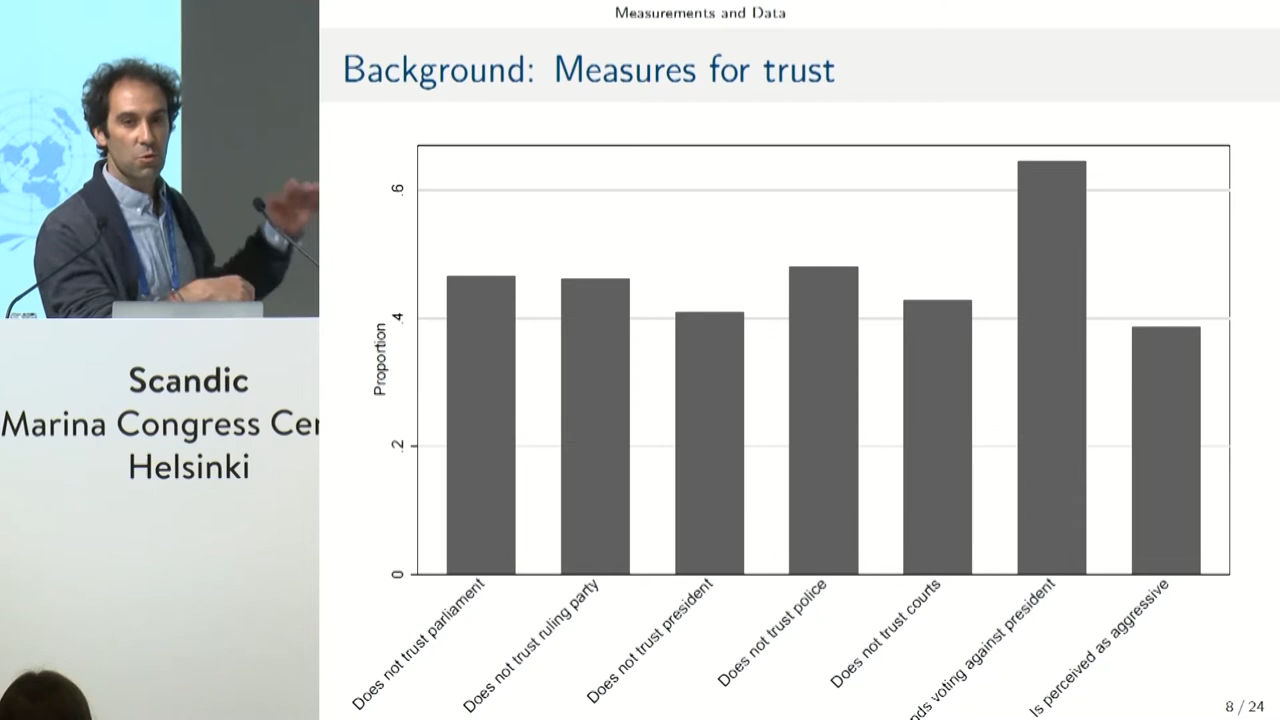 Measurements and Data
Background: Measures for trust
Proportion
.6
.4
.2
0
Does not trust parliament
Does not trust ruling party
Does not trust president
Does not trust police
Does not trust courts
voting against president
Is perceived as aggressive
8 / 24
Scandic
Marina Congress
Helsinki